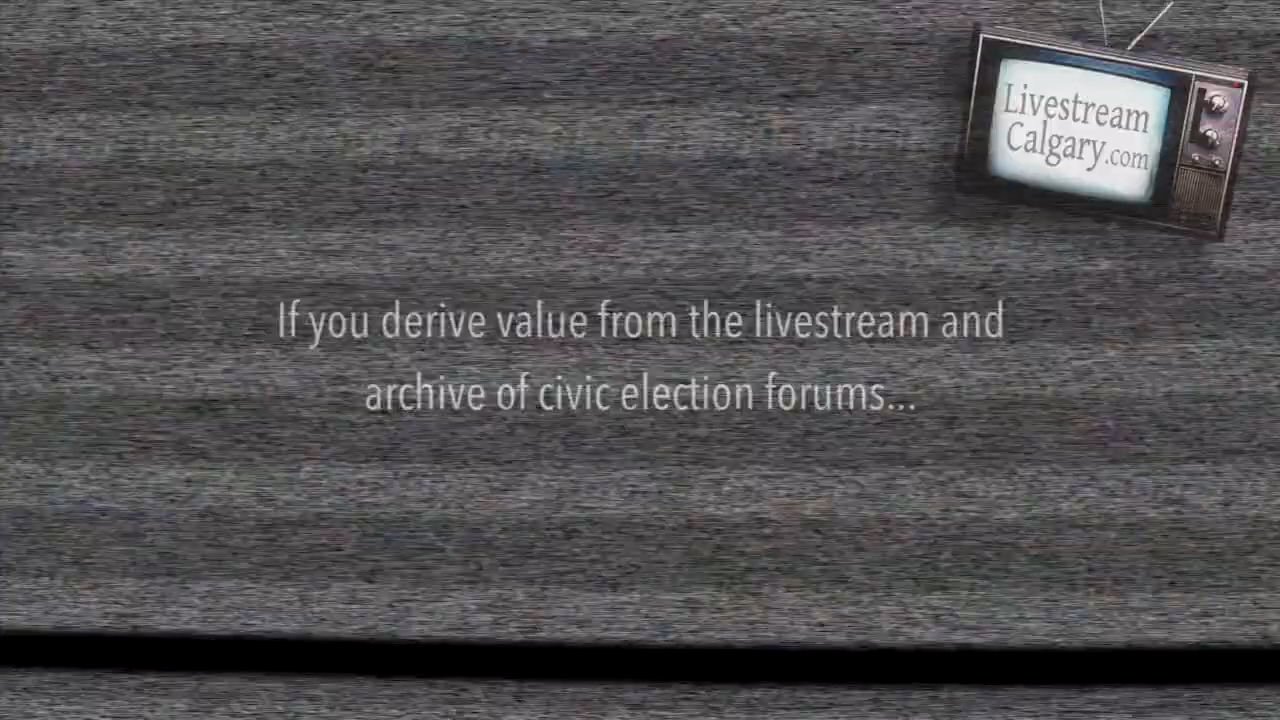 Livestream
Calgary.com
If you derive value from the livestream and
archive of civic election forums...